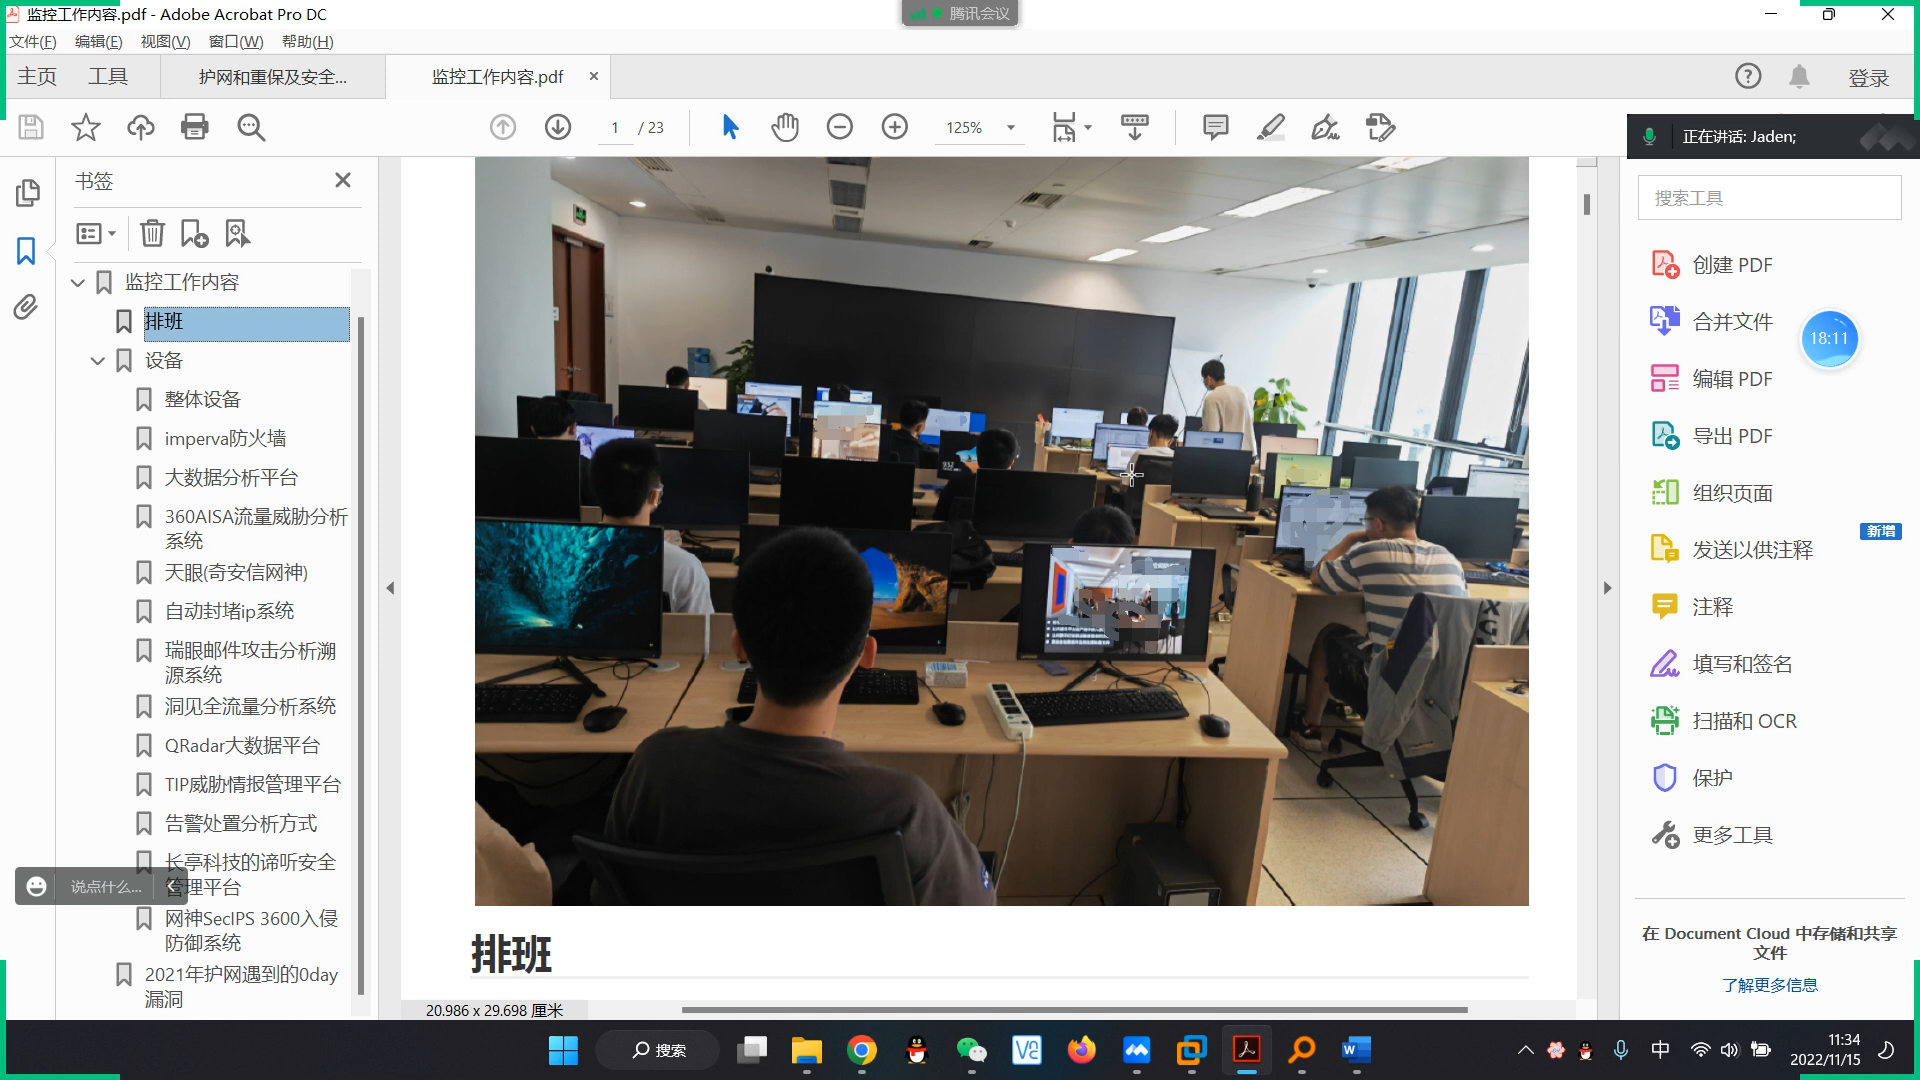 监控工作内容.pdf - Adobe Acrobat Pro DC
腾讯会议
文件(F) 编辑(E) 视图(V) 窗口(W) 帮助(H)
主页 工具 护网和重保及安全... 监控工作内容.pdf × 登录
1 / 23 125%
正在讲话: Jaden;
书签
搜索工具
监控工作内容
排班
设备
整体设备
imperva防火墙
大数据分析平台
360AISA流量威胁分析
系统
天眼(奇安信网神)
自动封堵ip系统
瑞眼邮件攻击分析溯
源系统
洞见全流量分析系统
QRadar大数据平台
TIP威胁情报管理平台
告警处置分析方式
长亭科技的谛听安全
管理平台
网神SecIPS 3600入侵
防御系统
2021年护网遇到的0day
漏洞
说点什么...
排班
20.986 x 29.698 厘米
创建 PDF
合并文件
18:11
编辑 PDF
导出 PDF
组织页面
新增
发送以供注释
注释
填写和签名
扫描和 OCR
保护
更多工具
在 Document Cloud 中存储和共享
文件
了解更多信息
搜索
中
11:34
2022/11/15